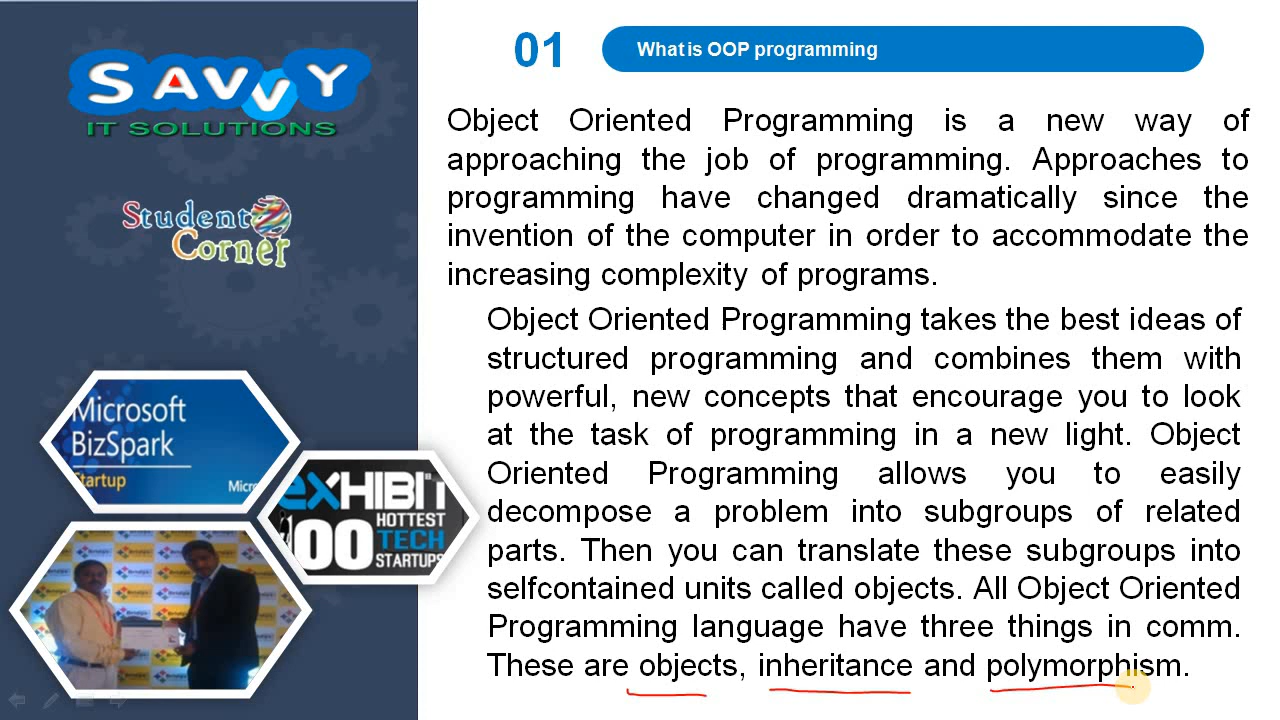 SAVVY
IT SOLUTIONS
Student
Corner
Microsoft
BizSpark
Startup
EXHIBIT
100
HOTTEST
TECH
STARTUPS
01
What is OOP programming
Object Oriented Programming is a new way of
approaching the job of programming. Approaches to
programming have changed dramatically since the
invention of the computer in order to accommodate the
increasing complexity of programs.
Object Oriented Programming takes the best ideas of
structured programming and combines them with
powerful, new concepts that encourage you to look
at the task of programming in a new light. Object
Oriented Programming allows you to easily
decompose a problem into subgroups of related
parts. Then you can translate these subgroups into
selfcontained units called objects. All Object Oriented
Programming language have three things in comm.
These are objects, inheritance and polymorphism.